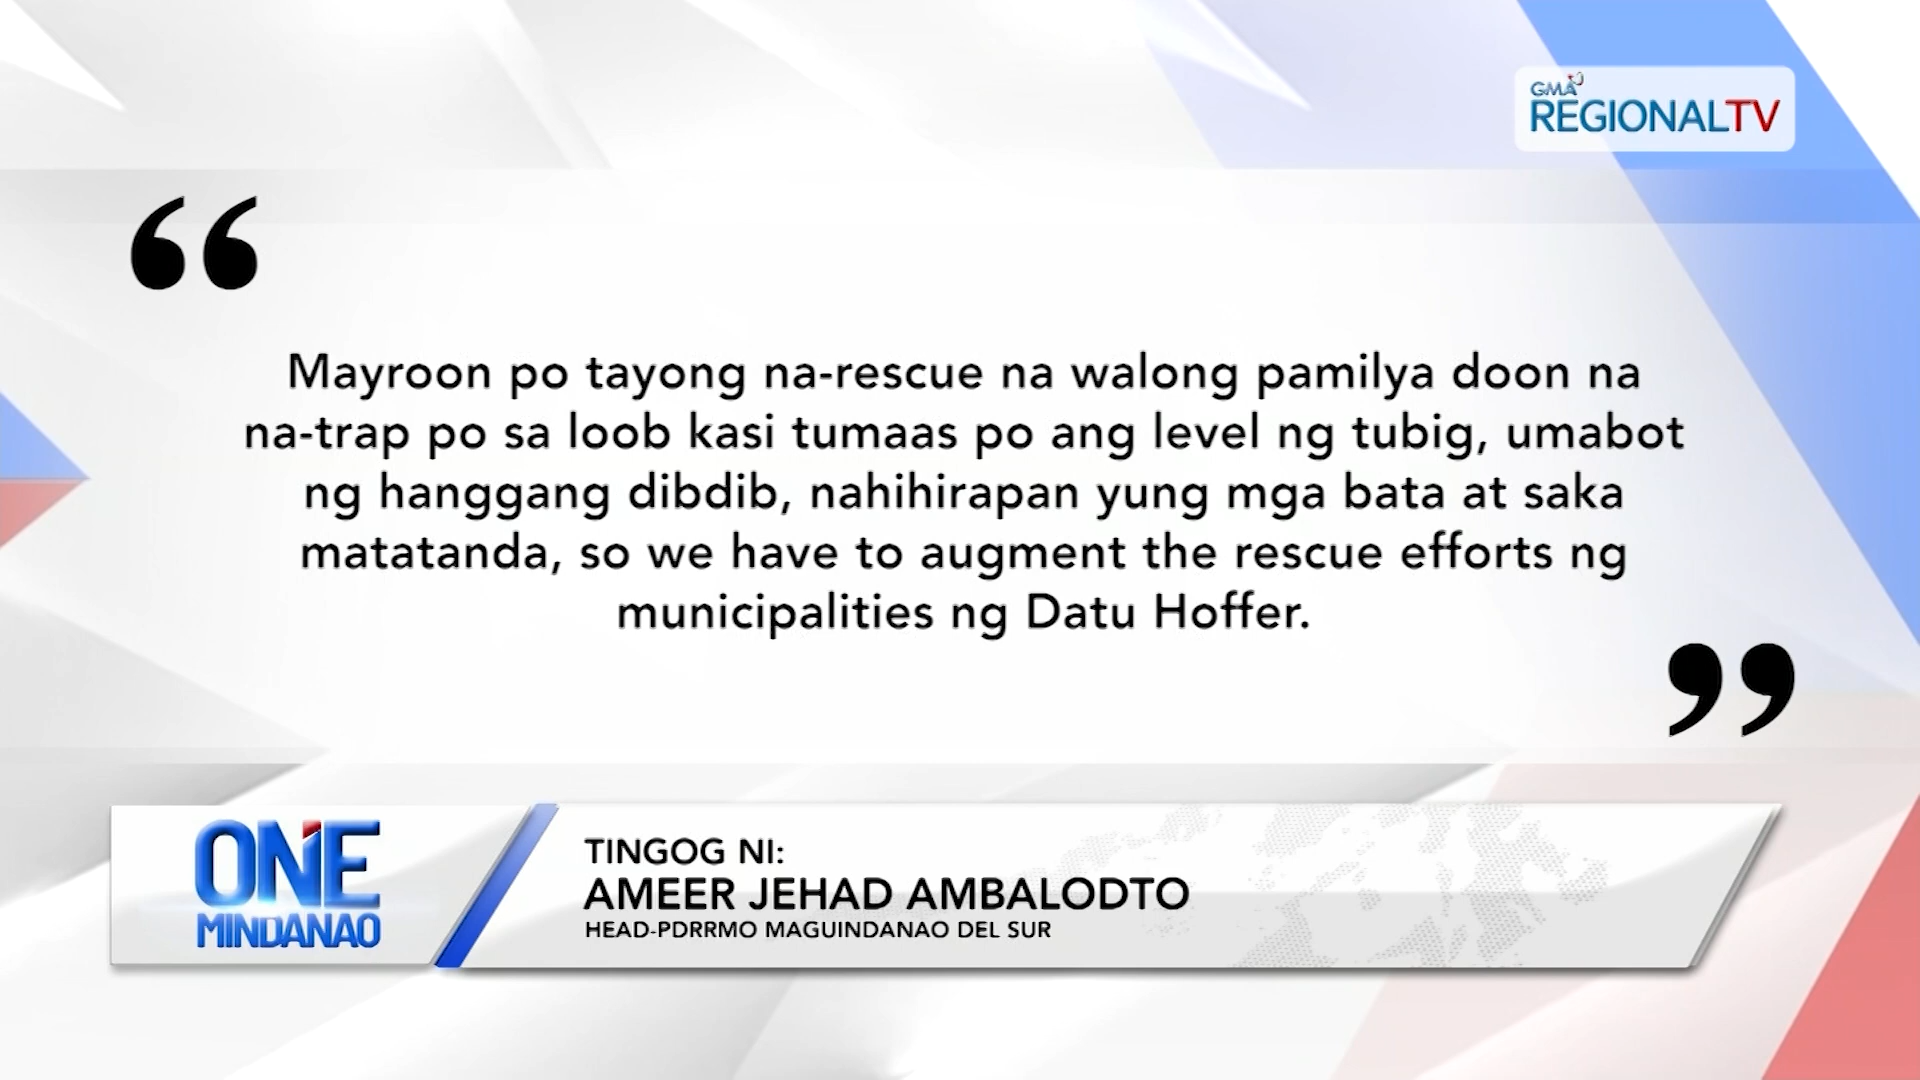 GMA
REGIONALTV
“
Mayroon po tayong na-rescue na walong pamilya doon na
na-trap po sa loob kasi tumaas po ang level ng tubig, umabot
ng hanggang dibdib, nahihirapan yung mga bata at saka
matatanda, so we have to augment the rescue efforts ng
municipalities ng Datu Hoffer.
”
ONE
MINDANAO
TINGOG NI:
AMEER JEHAD AMBALODTO
HEAD-PDRRMO MAGUINDANAO DEL SUR